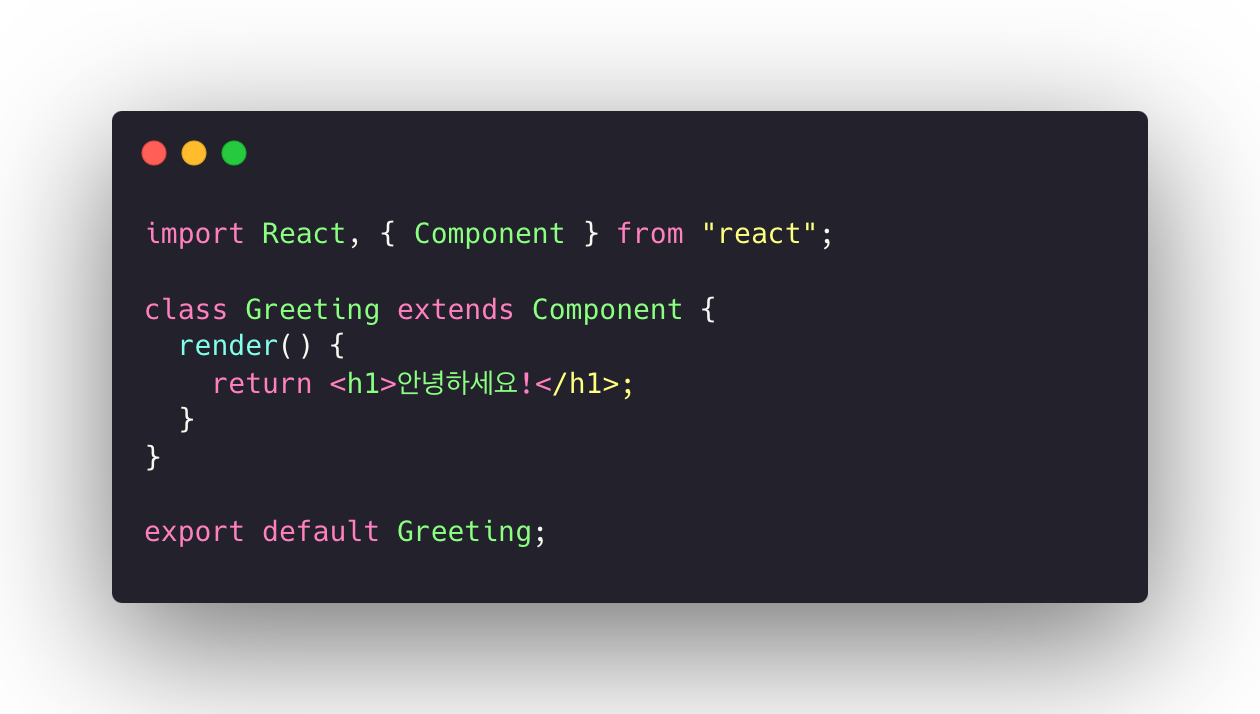 import React, { Component } from "react";
class Greeting extends Component {
  render() {
    return <h1>안녕하세요!</h1>;
  }
}
export default Greeting;